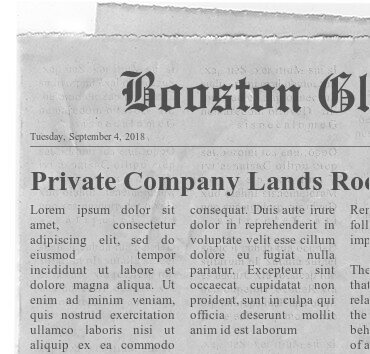 Booston Gl
Tuesday, September 4, 2018
Private Company Lands Roc
Lorem ipsum dolor sit
amet, consectetur
adipiscing elit, sed do
eiusmod tempor
incididunt ut labore et
dolore magna aliqua. Ut
enim ad minim veniam,
quis nostrud exercitation
ullamco laboris nisi ut
aliquip ex ea commodo
consequat. Duis aute irure
dolor in reprehenderit in
voluptate velit esse cillum
dolore eu fugiat nulla
pariatur. Excepteur sint
occaecat cupidatat non
proident, sunt in culpa qui
officia deserunt mollit
anim id est laborum
Rer
foll
imp
The
that
rela
the
beh
of a